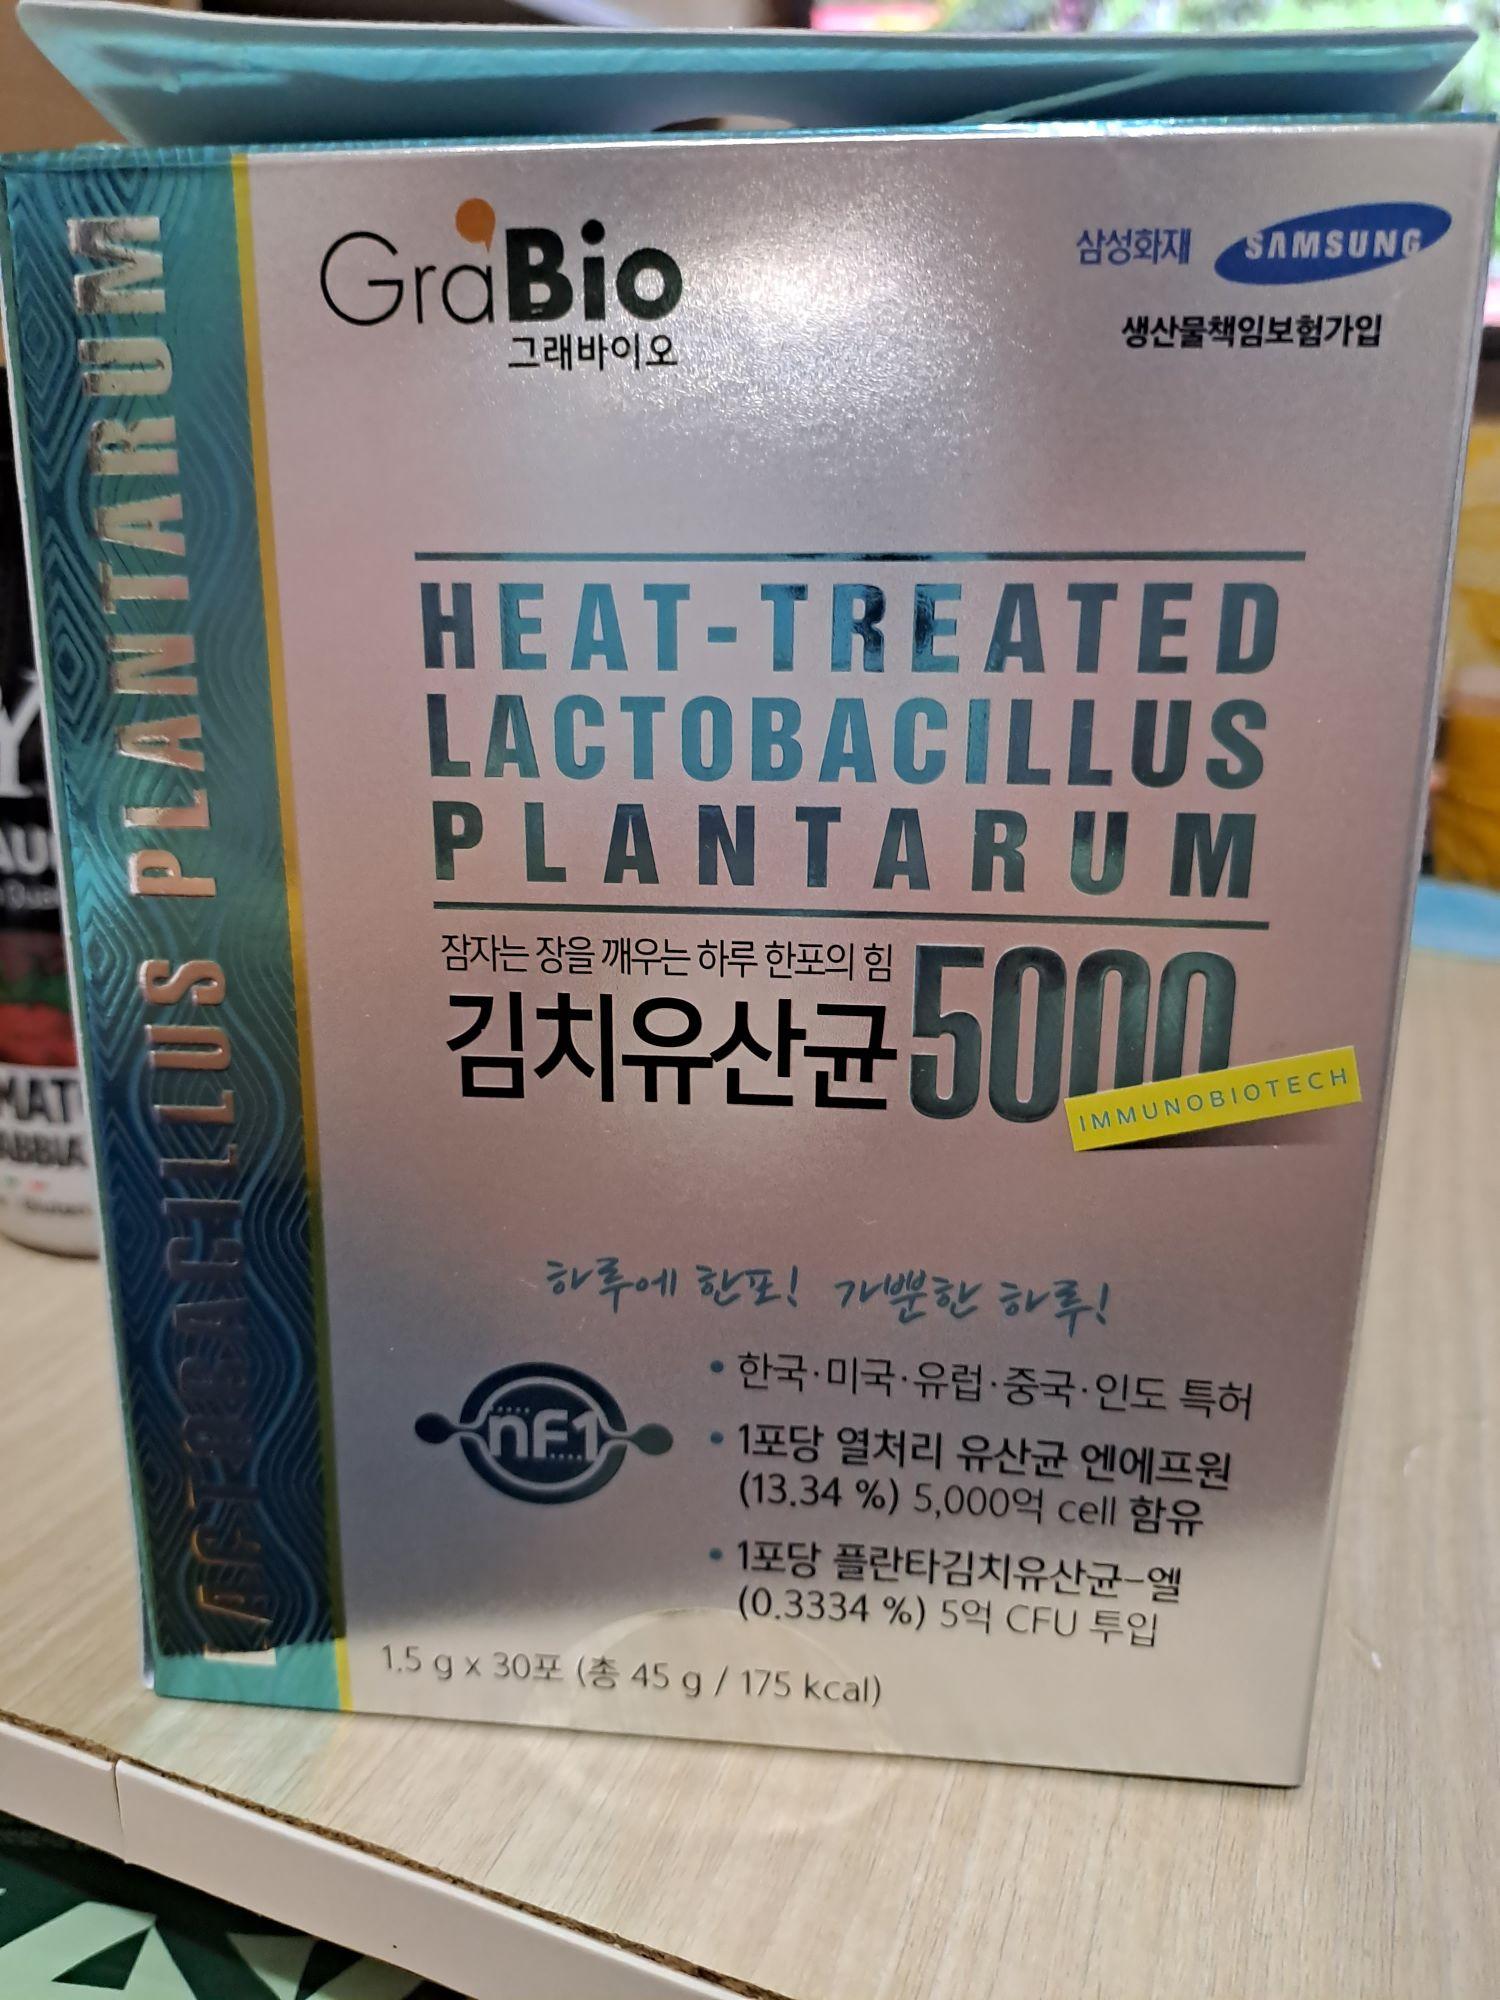 GraBio
그래바이오
삼성화재 SAMSUNG
생산물책임보험가입
LACTOBACILLUS PLANTARUM
HEAT-TREATED
LACTOBACILLUS
PLANTARUM
잠자는 장을 깨우는 하루 한포의 힘
김치유산균 5000
IMMUNOBIOTECH
하루에 한포! 가뿐한 하루!
nF1
• 한국·미국·유럽·중국·인도 특허
• 1포당 열처리 유산균 엔에프원
(13.34 %) 5,000억 cell 함유
• 1포당 플란타김치유산균-엘
(0.3334 %) 5억 CFU 투입
1.5 g x 30포 (총 45 g / 175 kcal)